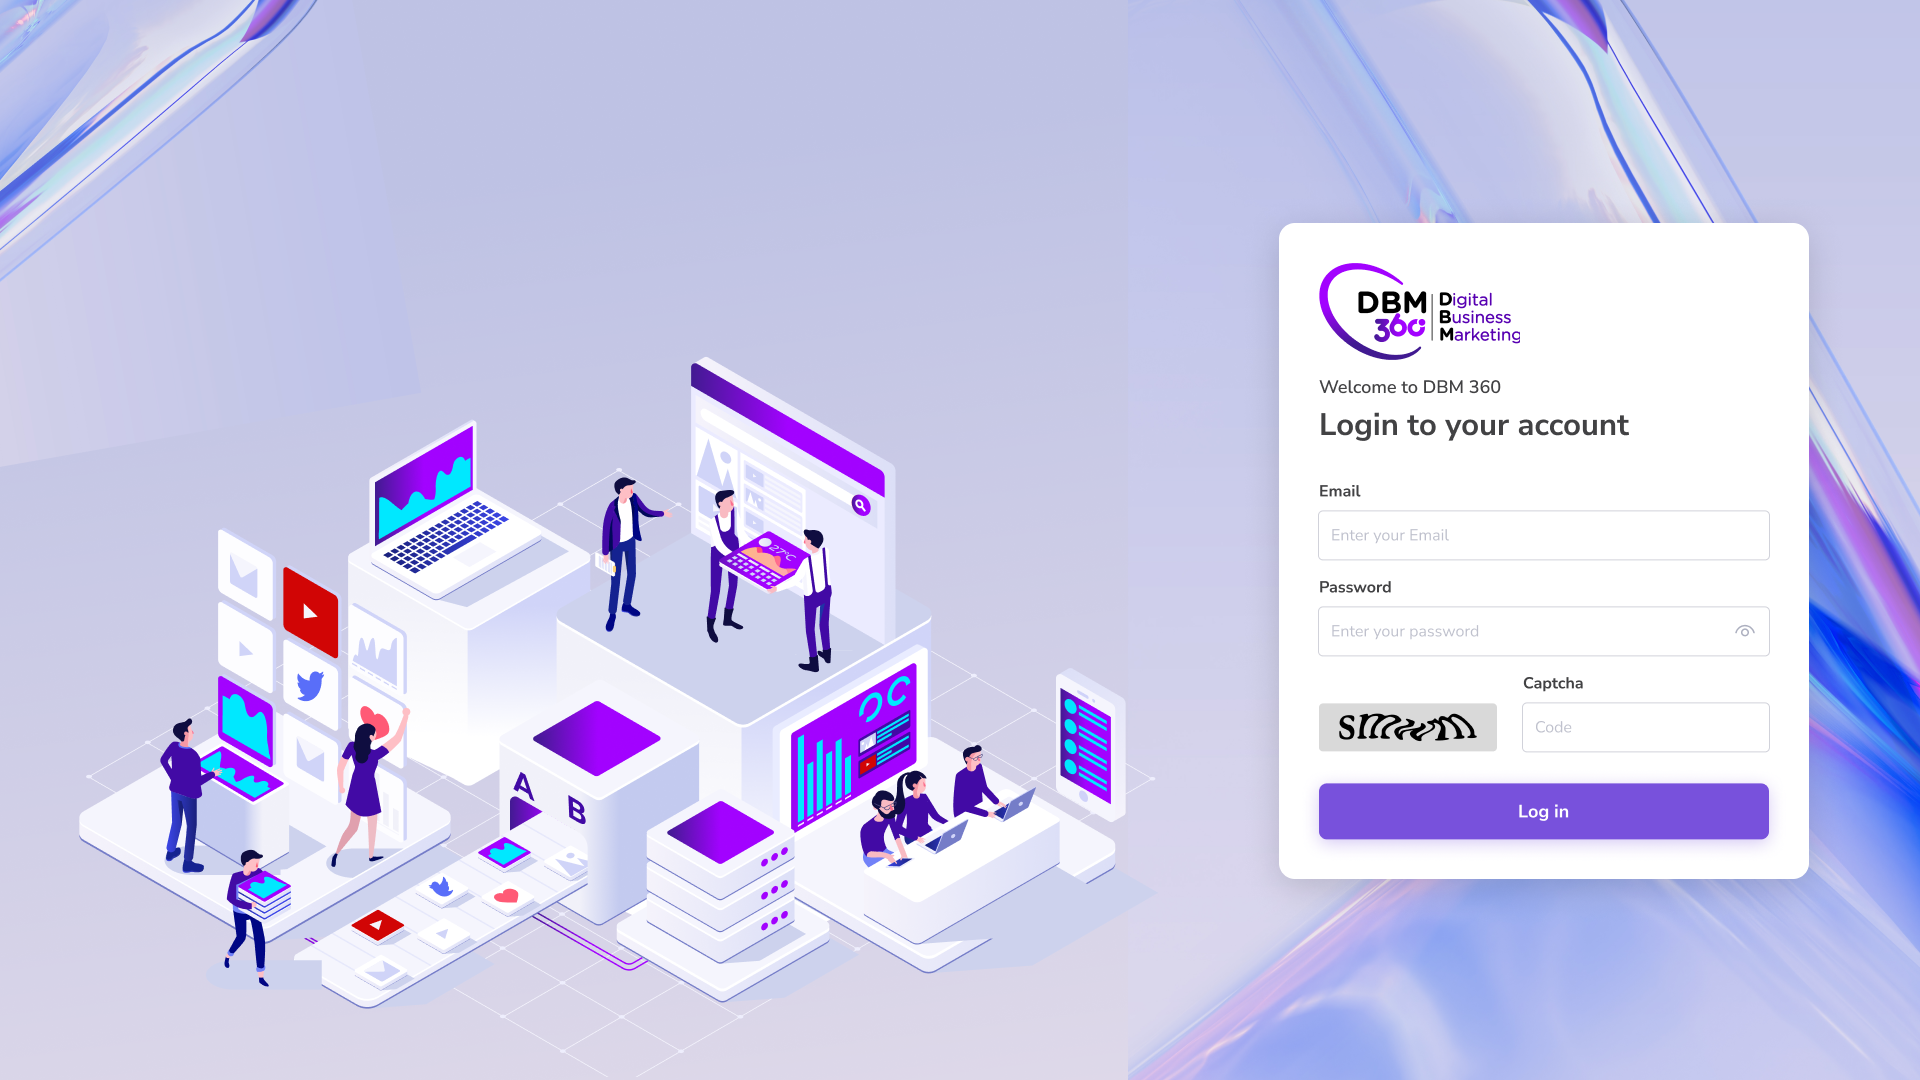 DBM
360
Digital
Business
Marketing
Welcome to DBM 360
Login to your account
Email
Enter your Email
Password
Enter your password
Captcha
Code
Log in
27°C
A
B